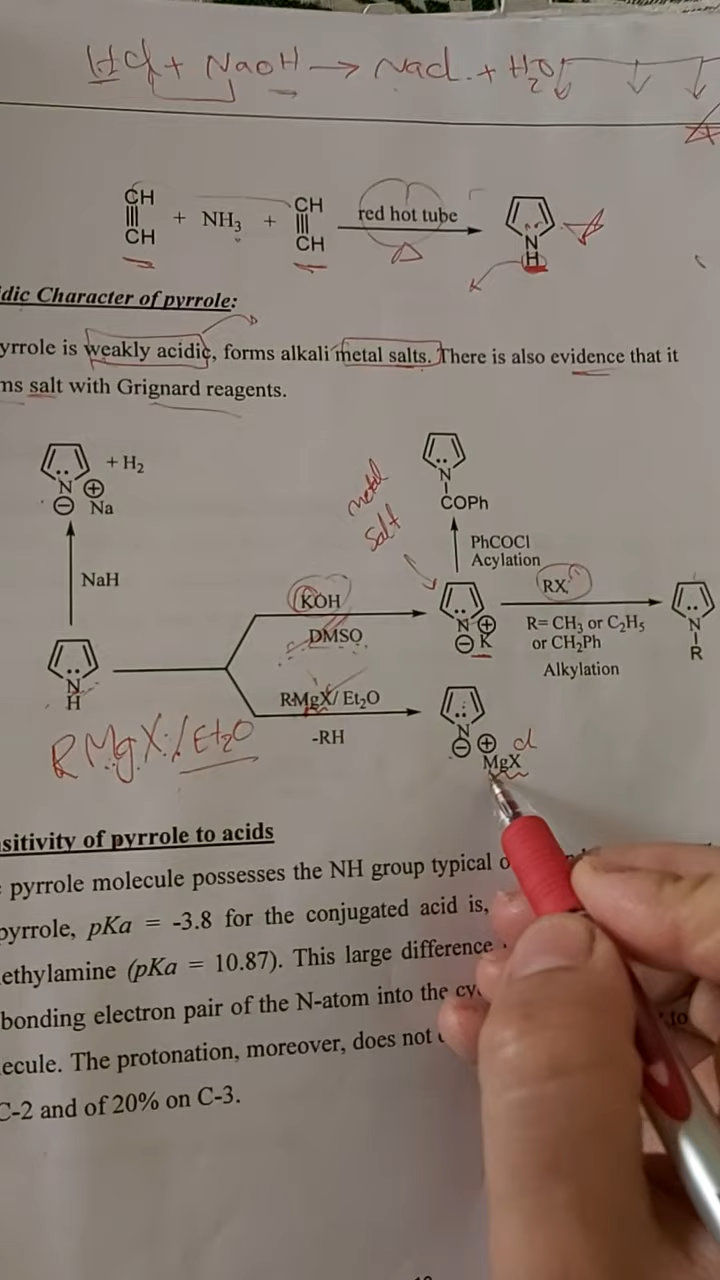 HCl + NaOH → NaCl + H₂O
CH
CH
+ NH₃ +
CH
CH
red hot tube
N
H
dic Character of pyrrole:
yrrole is weakly acidic, forms alkali metal salts. There is also evidence that it
ms salt with Grignard reagents.
N
⊖ ⊕
Na
+ H₂
NaH
N
H
metal
salt
N
COPh
PhCOCl
Acylation
KOH
DMSO
N
⊖ ⊕
K
RX
R= CH₃ or C₂H₅
or CH₂Ph
Alkylation
N
R
RMgX/ Et₂O
-RH
N
⊖ ⊕
MgX
RMgX/Et₂O
sitivity of pyrrole to acids
pyrrole molecule possesses the NH group typical o
pyrrole, pKa = -3.8 for the conjugated acid is,
ethylamine (pKa = 10.87). This large difference
bonding electron pair of the N-atom into the cy
ecule. The protonation, moreover, does not
C-2 and of 20% on C-3.